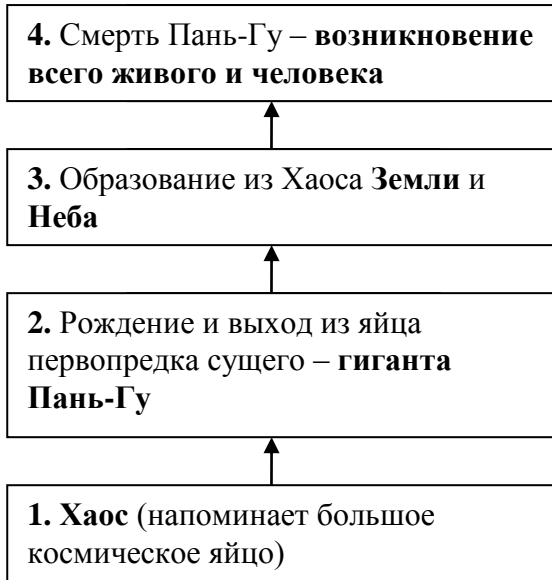 4. Смерть Пань-Гу – возникновение
всего живого и человека
3. Образование из Хаоса Земли и
Неба
2. Рождение и выход из яйца
первопредка сущего – гиганта
Пань-Гу
1. Хаос (напоминает большое
космическое яйцо)